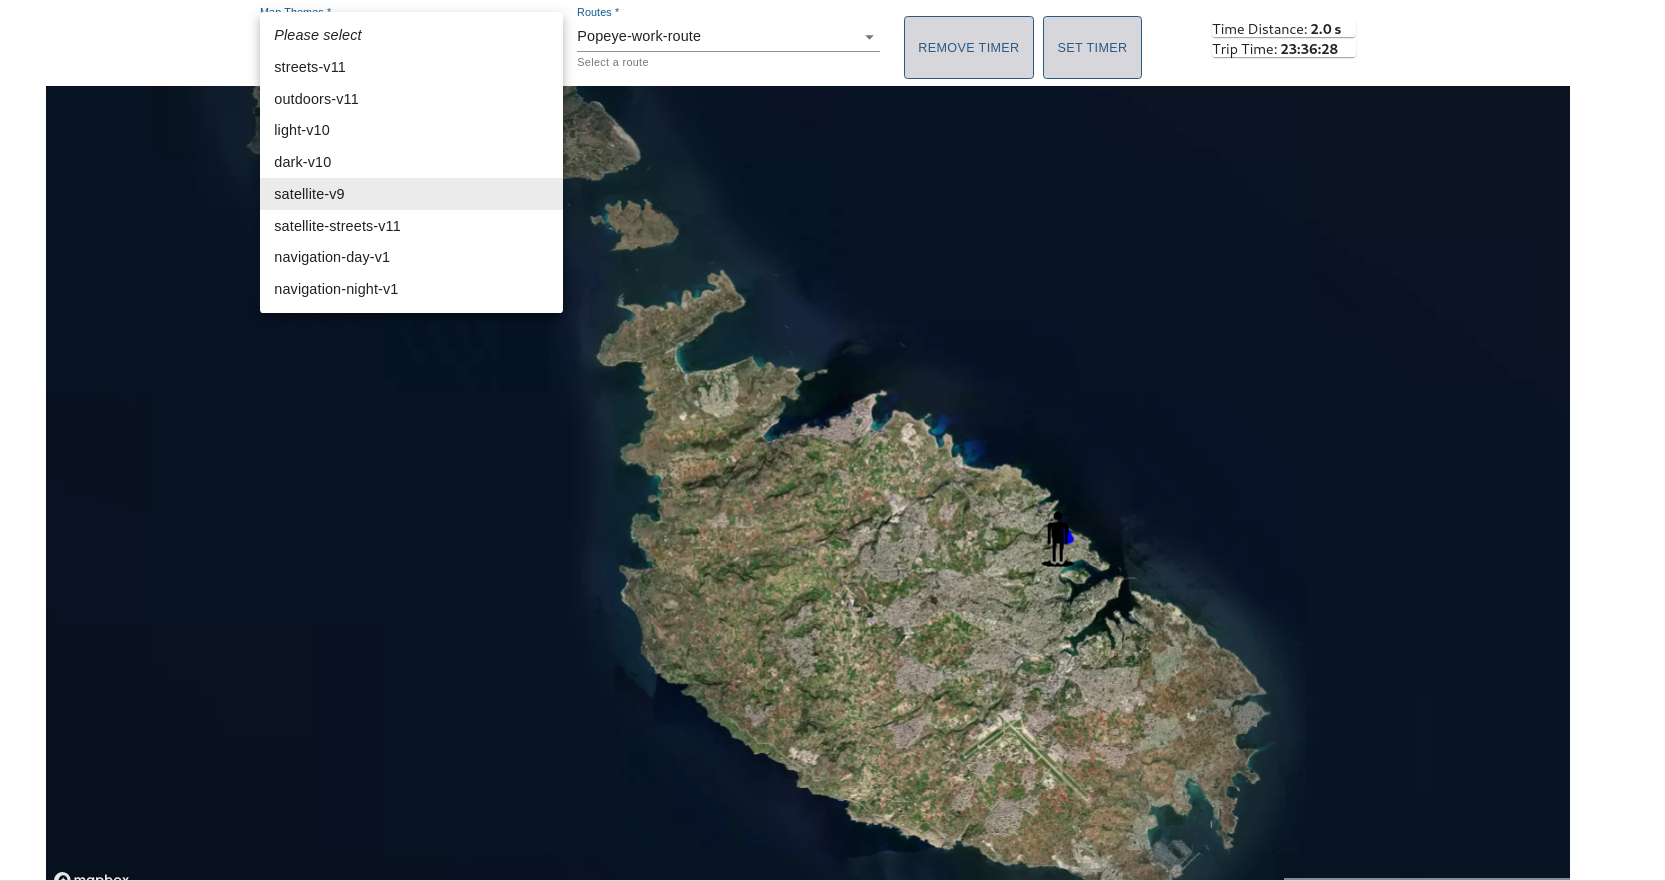 Map Themes *
Please select
streets-v11
outdoors-v11
light-v10
dark-v10
satellite-v9
satellite-streets-v11
navigation-day-v1
navigation-night-v1
Routes *
Popeye-work-route
Select a route
REMOVE TIMER
SET TIMER
Time Distance: 2.0 s
Trip Time: 23:36:28
mapbox